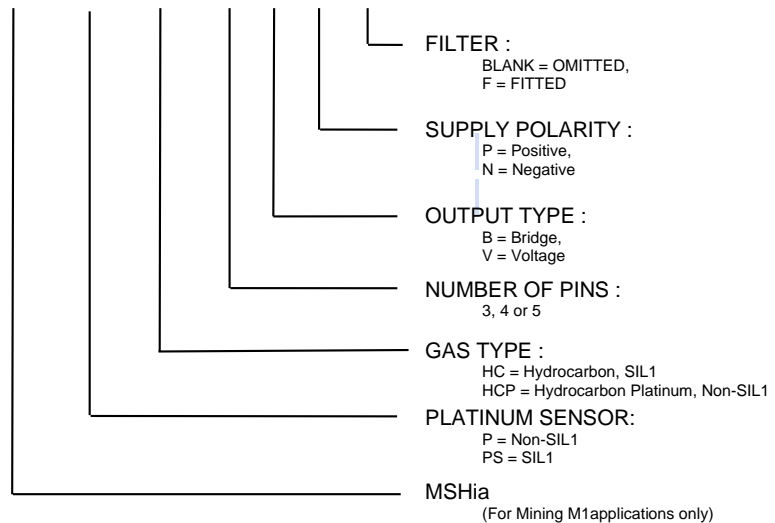 FILTER :
BLANK = OMITTED,
F = FITTED
SUPPLY POLARITY :
P = Positive,
N = Negative
OUTPUT TYPE :
B = Bridge,
V = Voltage
NUMBER OF PINS :
3, 4 or 5
GAS TYPE :
HC = Hydrocarbon, SIL1
HCP = Hydrocarbon Platinum, Non-SIL1
PLATINUM SENSOR:
P = Non-SIL1
PS = SIL1
MSHia
(For Mining M1applications only)